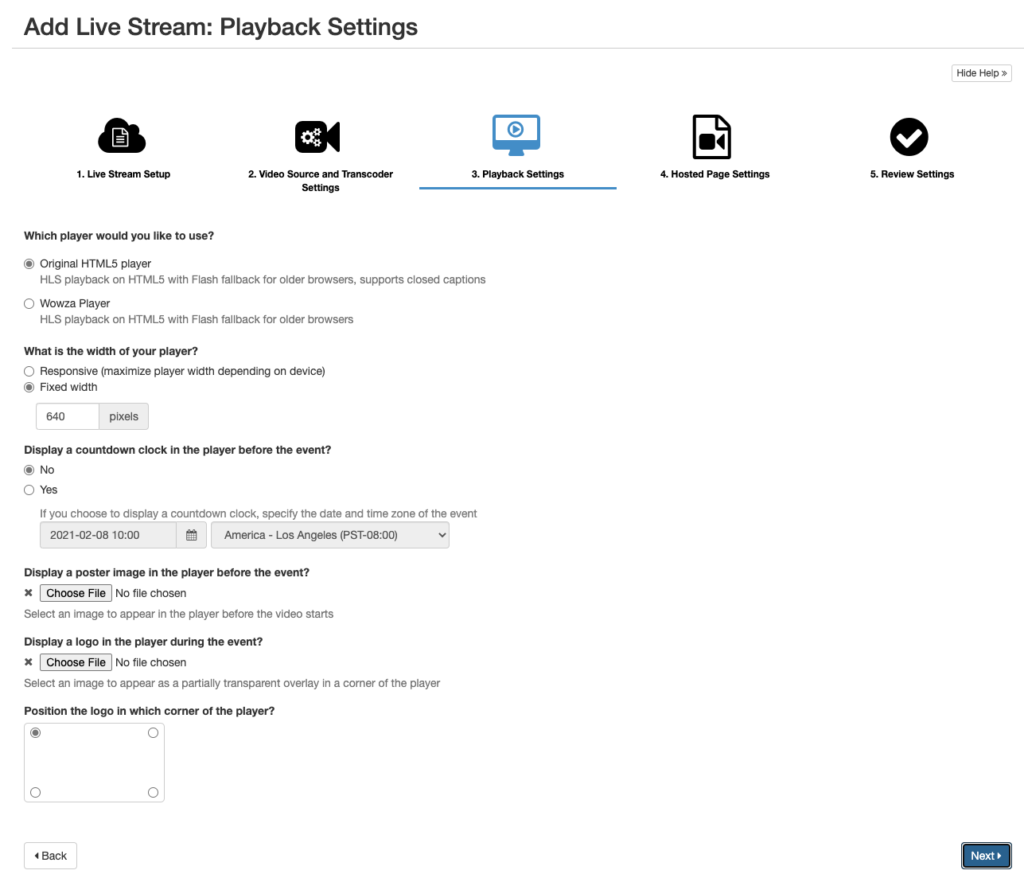 Add Live Stream: Playback Settings
Hide Help »
1. Live Stream Setup
2. Video Source and Transcoder
Settings
3. Playback Settings
4. Hosted Page Settings
5. Review Settings
Which player would you like to use?
Original HTML5 player
HLS playback on HTML5 with Flash fallback for older browsers, supports closed captions
Wowza Player
HLS playback on HTML5 with Flash fallback for older browsers
What is the width of your player?
Responsive (maximize player width depending on device)
Fixed width
640 pixels
Display a countdown clock in the player before the event?
No
Yes
If you choose to display a countdown clock, specify the date and time zone of the event
2021-02-08 10:00 America - Los Angeles (PST-08:00)
Display a poster image in the player before the event?
Choose File No file chosen
Select an image to appear in the player before the video starts
Display a logo in the player during the event?
Choose File No file chosen
Select an image to appear as a partially transparent overlay in a corner of the player
Position the logo in which corner of the player?
Back
Next